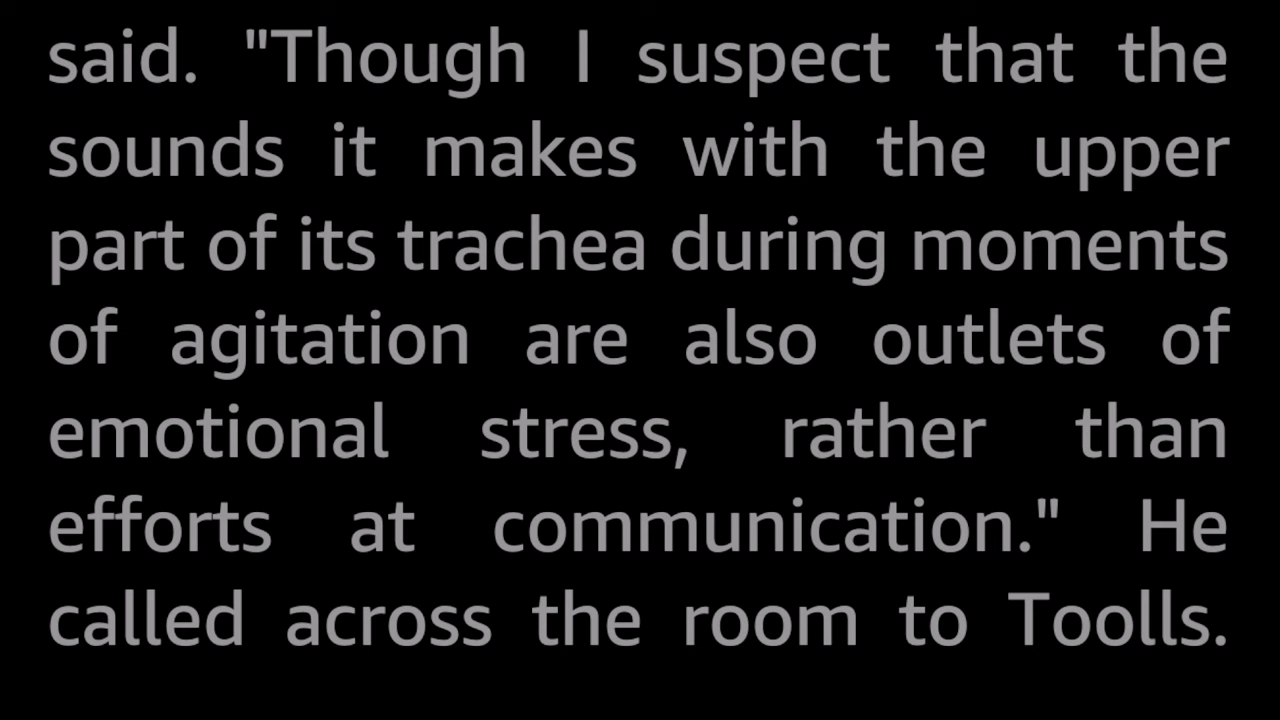 said. "Though I suspect that the
sounds it makes with the upper
part of its trachea during moments
of agitation are also outlets of
emotional stress, rather than
efforts at communication." He
called across the room to Toolls.